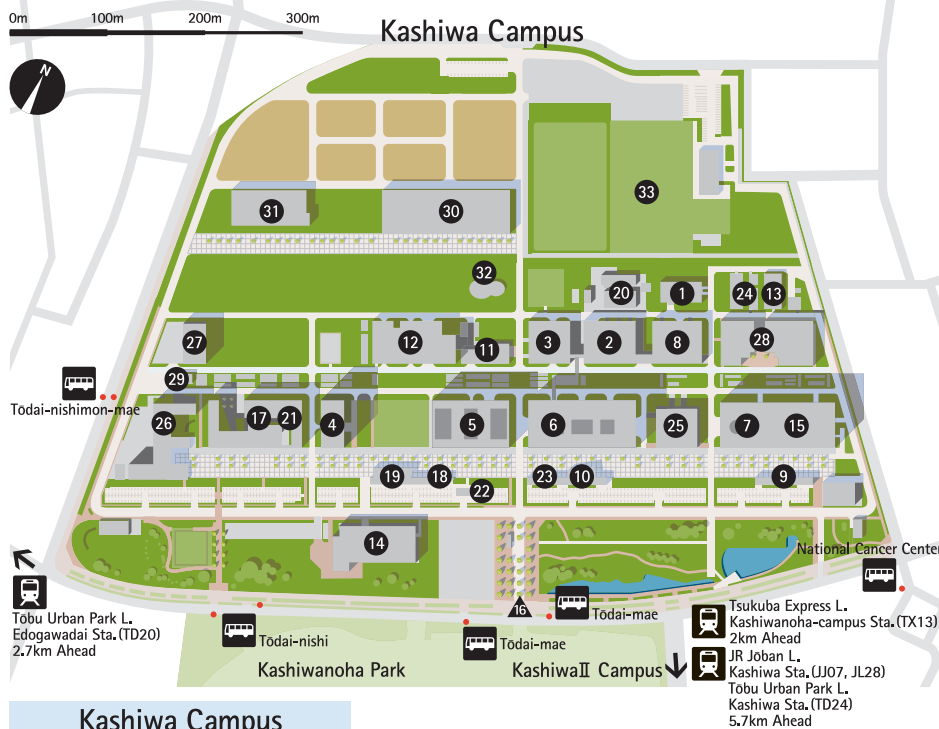 0m 100m 200m 300m
Kashiwa Campus
N
33
31 30
32
20 1 24 13
27 12 11 3 2 8 28
29
Tōdai-nishimon-mae
26 17 21 4 5 6 25 7 15
19 18 23 10 9
22
14
National Cancer Center
16
Tōbu Urban Park L.
Edogawadai Sta.(TD20)
2.7km Ahead
Tōdai-nishi
Tōdai-mae
Tōdai-mae
Kashiwanoha Park
KashiwaⅡ Campus
Tsukuba Express L.
Kashiwanoha-campus Sta.(TX13)
2km Ahead
JR Jōban L.
Kashiwa Sta.(JJ07, JL28)
Tōbu Urban Park L.
Kashiwa Sta.(TD24)
5.7km Ahead
Kashiwa Campus